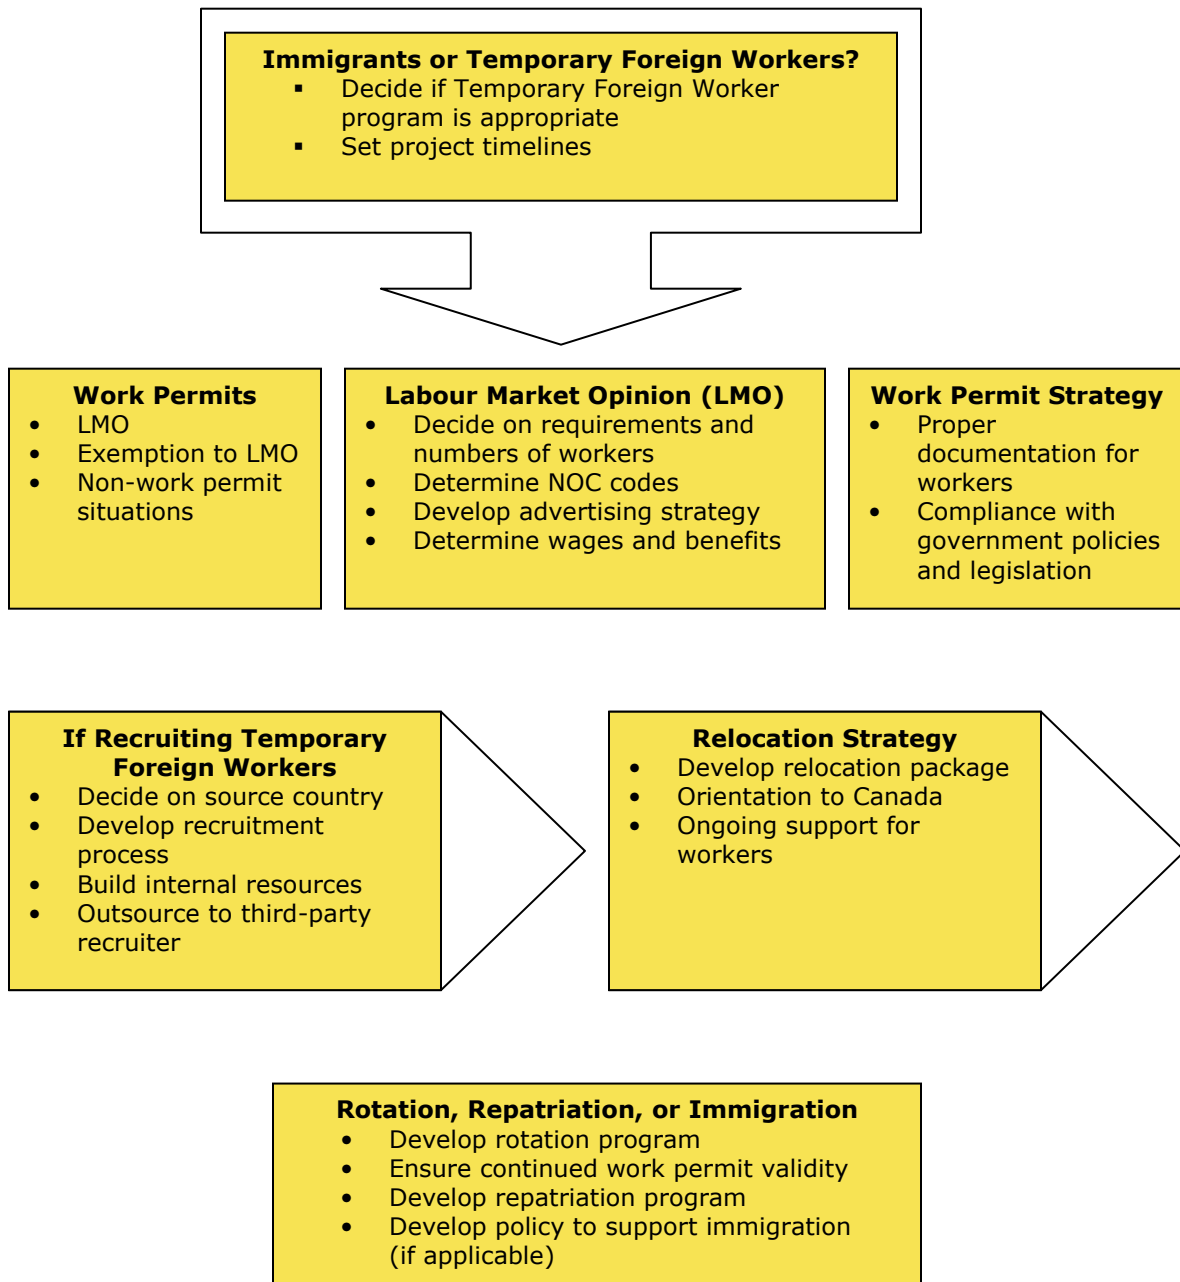 Immigrants or Temporary Foreign Workers?
▪ Decide if Temporary Foreign Worker
program is appropriate
▪ Set project timelines
Work Permits
• LMO
• Exemption to LMO
• Non-work permit
situations
Labour Market Opinion (LMO)
• Decide on requirements and
numbers of workers
• Determine NOC codes
• Develop advertising strategy
• Determine wages and benefits
Work Permit Strategy
• Proper
documentation for
workers
• Compliance with
government policies
and legislation
If Recruiting Temporary
Foreign Workers
• Decide on source country
• Develop recruitment
process
• Build internal resources
• Outsource to third-party
recruiter
Relocation Strategy
• Develop relocation package
• Orientation to Canada
• Ongoing support for
workers
Rotation, Repatriation, or Immigration
• Develop rotation program
• Ensure continued work permit validity
• Develop repatriation program
• Develop policy to support immigration
(if applicable)